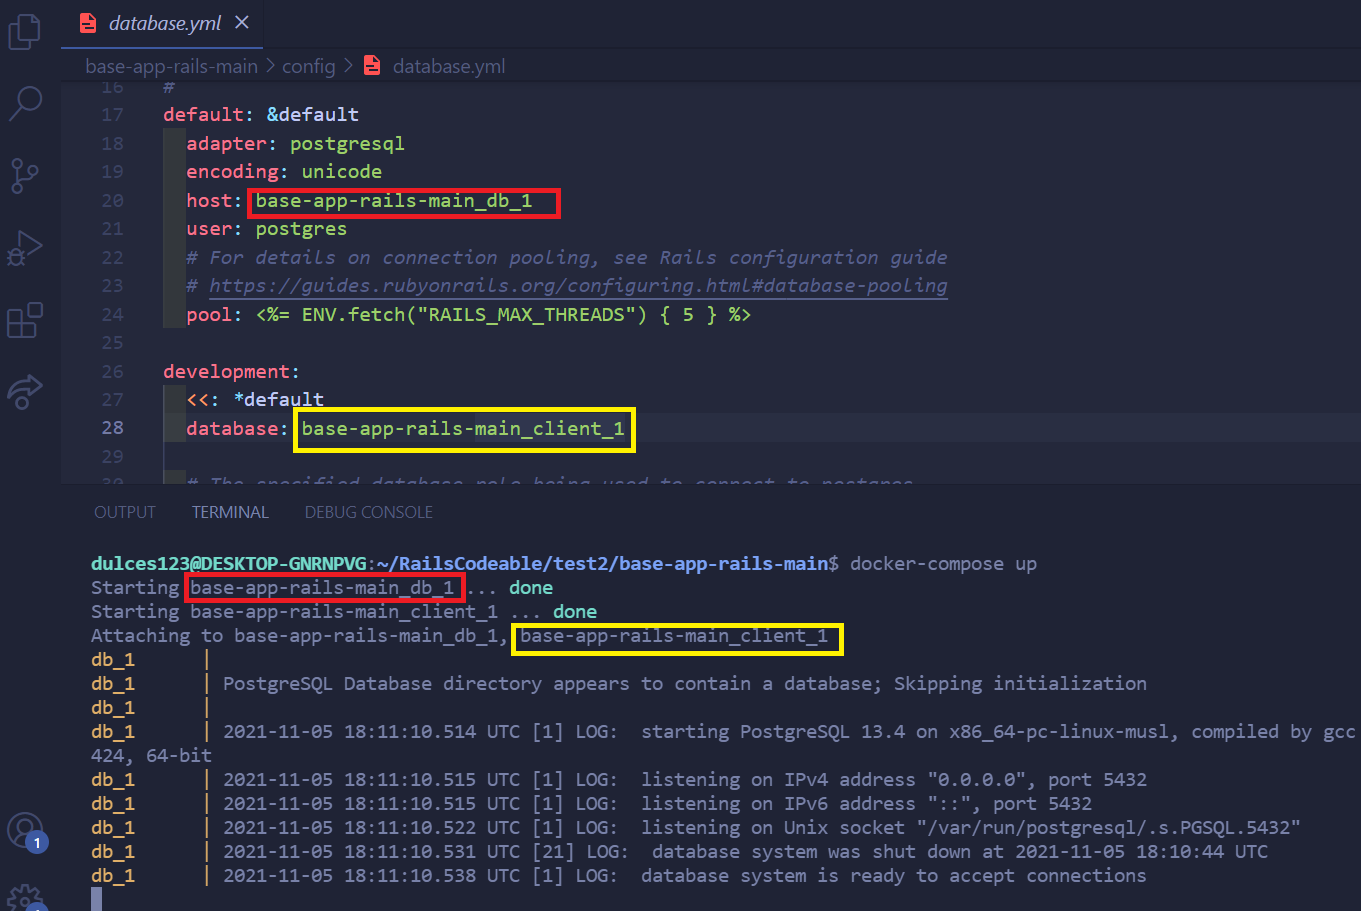 database.yml
base-app-rails-main > config > database.yml
16 #
17 default: &default
18 adapter: postgresql
19 encoding: unicode
20 host: base-app-rails-main_db_1
21 user: postgres
22 # For details on connection pooling, see Rails configuration guide
23 # https://guides.rubyonrails.org/configuring.html#database-pooling
24 pool: <%= ENV.fetch("RAILS_MAX_THREADS") { 5 } %>
25
26 development:
27 <<: *default
28 database: base-app-rails-main_client_1
29
30 # The specified database role being used to connect to postgres
OUTPUT TERMINAL DEBUG CONSOLE
dulces123@DESKTOP-GNRNPVG:~/RailsCodeable/test2/base-app-rails-main$ docker-compose up
Starting base-app-rails-main_db_1 ... done
Starting base-app-rails-main_client_1 ... done
Attaching to base-app-rails-main_db_1, base-app-rails-main_client_1
db_1 |
db_1 | PostgreSQL Database directory appears to contain a database; Skipping initialization
db_1 |
db_1 | 2021-11-05 18:11:10.514 UTC [1] LOG: starting PostgreSQL 13.4 on x86_64-pc-linux-musl, compiled by gcc
424, 64-bit
db_1 | 2021-11-05 18:11:10.515 UTC [1] LOG: listening on IPv4 address "0.0.0.0", port 5432
db_1 | 2021-11-05 18:11:10.515 UTC [1] LOG: listening on IPv6 address "::", port 5432
db_1 | 2021-11-05 18:11:10.522 UTC [1] LOG: listening on Unix socket "/var/run/postgresql/.s.PGSQL.5432"
db_1 | 2021-11-05 18:11:10.531 UTC [21] LOG: database system was shut down at 2021-11-05 18:10:44 UTC
db_1 | 2021-11-05 18:11:10.538 UTC [1] LOG: database system is ready to accept connections
1